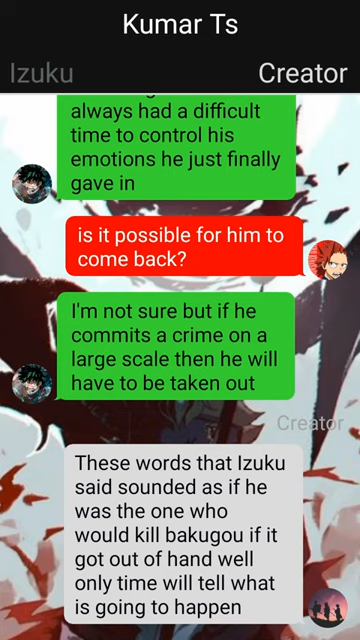 Kumar Ts
Izuku
Creator
always had a difficult
time to control his
emotions he just finally
gave in
is it possible for him to
come back?
I'm not sure but if he
commits a crime on a
large scale then he will
have to be taken out
Creator
These words that Izuku
said sounded as if he
was the one who
would kill bakugou if it
got out of hand well
only time will tell what
is going to happen